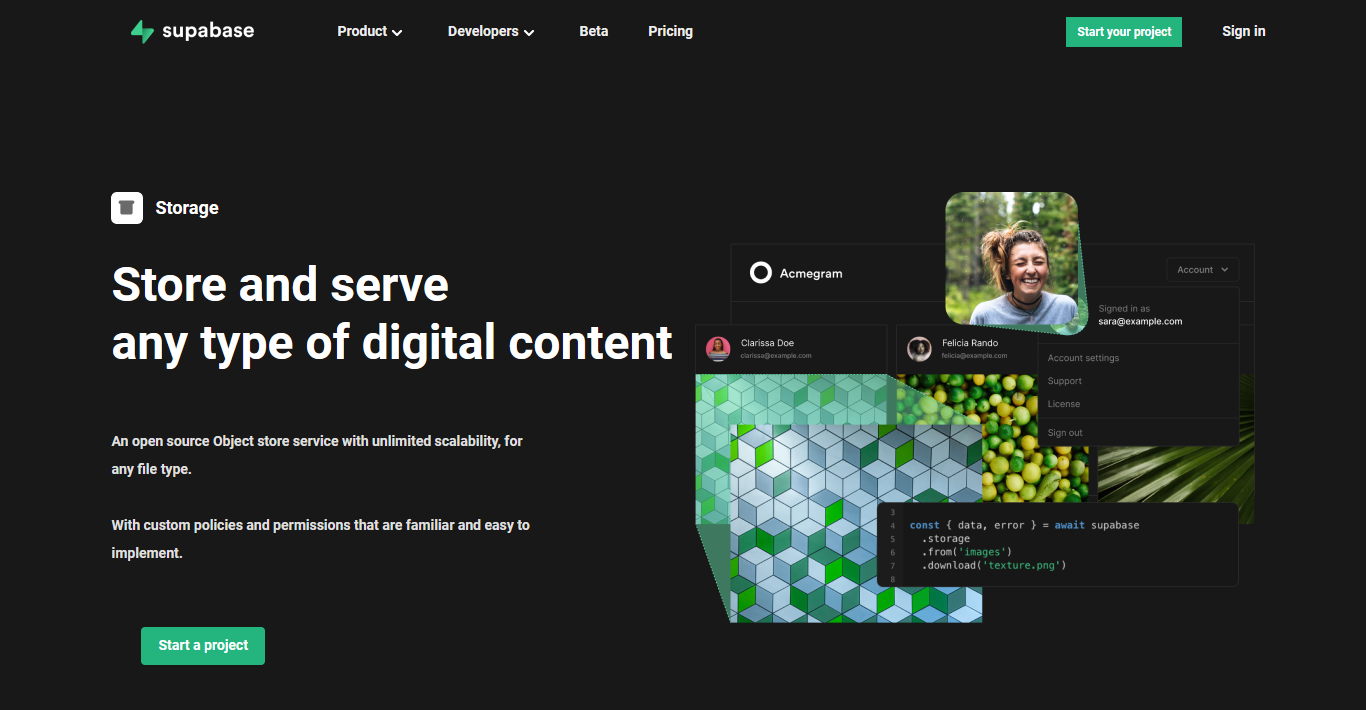 supabase
Product
Developers
Beta
Pricing
Start your project
Sign in
Storage
Store and serve
any type of digital content
An open source Object store service with unlimited scalability, for
any file type.
With custom policies and permissions that are familiar and easy to
implement.
Start a project
Acmegram
Account
Signed in as
sara@example.com
Clarissa Doe
clarissa@example.com
Felicia Rando
felicia@example.com
Account settings
Support
License
Sign out
3
4 const { data, error } = await supabase
5 .storage
6 .from('images')
7 .download('texture.png')
8